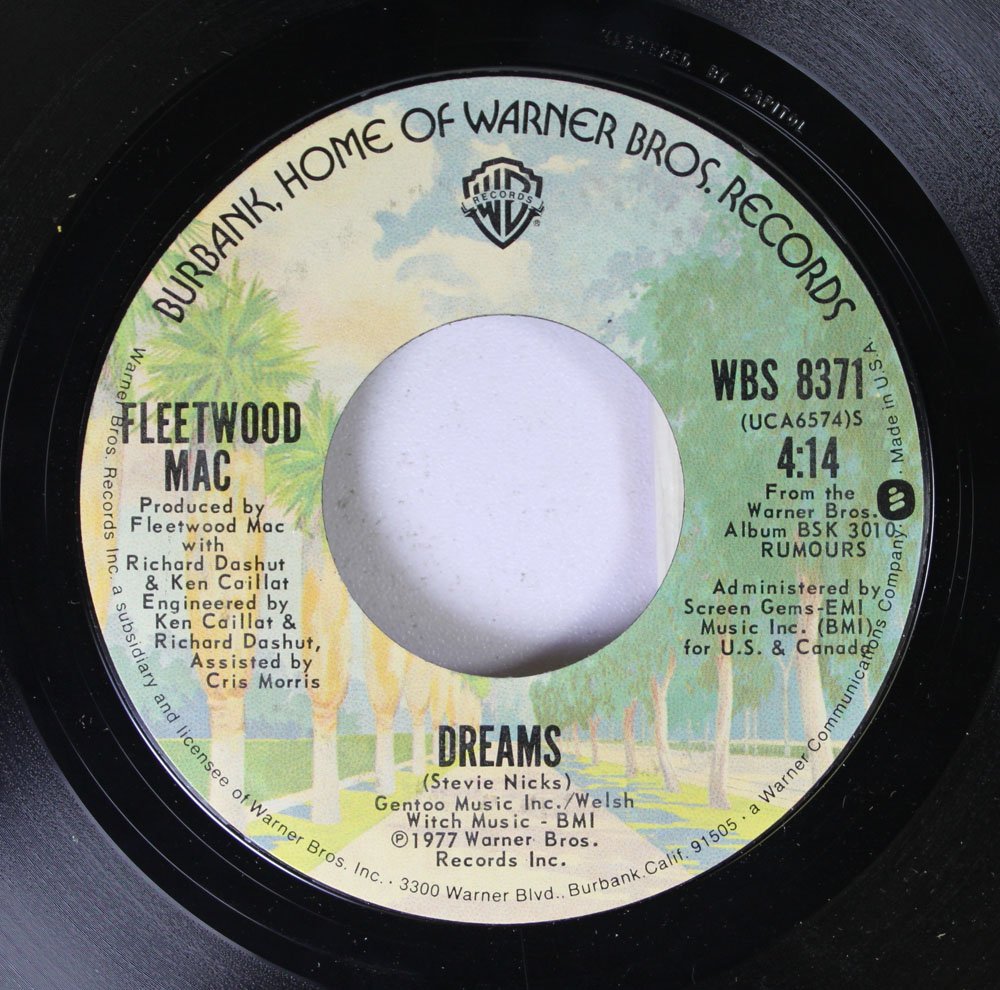 MASTERED BY CAPITOL
BURBANK, HOME OF WARNER BROS. RECORDS
WB
RECORDS
®
FLEETWOOD
MAC
Produced by
Fleetwood Mac
with
Richard Dashut
& Ken Caillat
Engineered by
Ken Caillat &
Richard Dashut,
Assisted by
Cris Morris
WBS 8371
(UCA6574)S
4:14
From the
Warner Bros.
Album BSK 3010
RUMOURS
Administered by
Screen Gems-EMI
Music Inc. (BMI)
for U.S. & Canada
DREAMS
(Stevie Nicks)
Gentoo Music Inc./Welsh
Witch Music - BMI
℗1977 Warner Bros.
Records Inc.
Warner Bros. Records Inc. a subsidiary and licensee of Warner Bros. Inc. · 3300 Warner Blvd., Burbank, Calif. 91505 · a Warner Communications Company. Made in U.S.A.